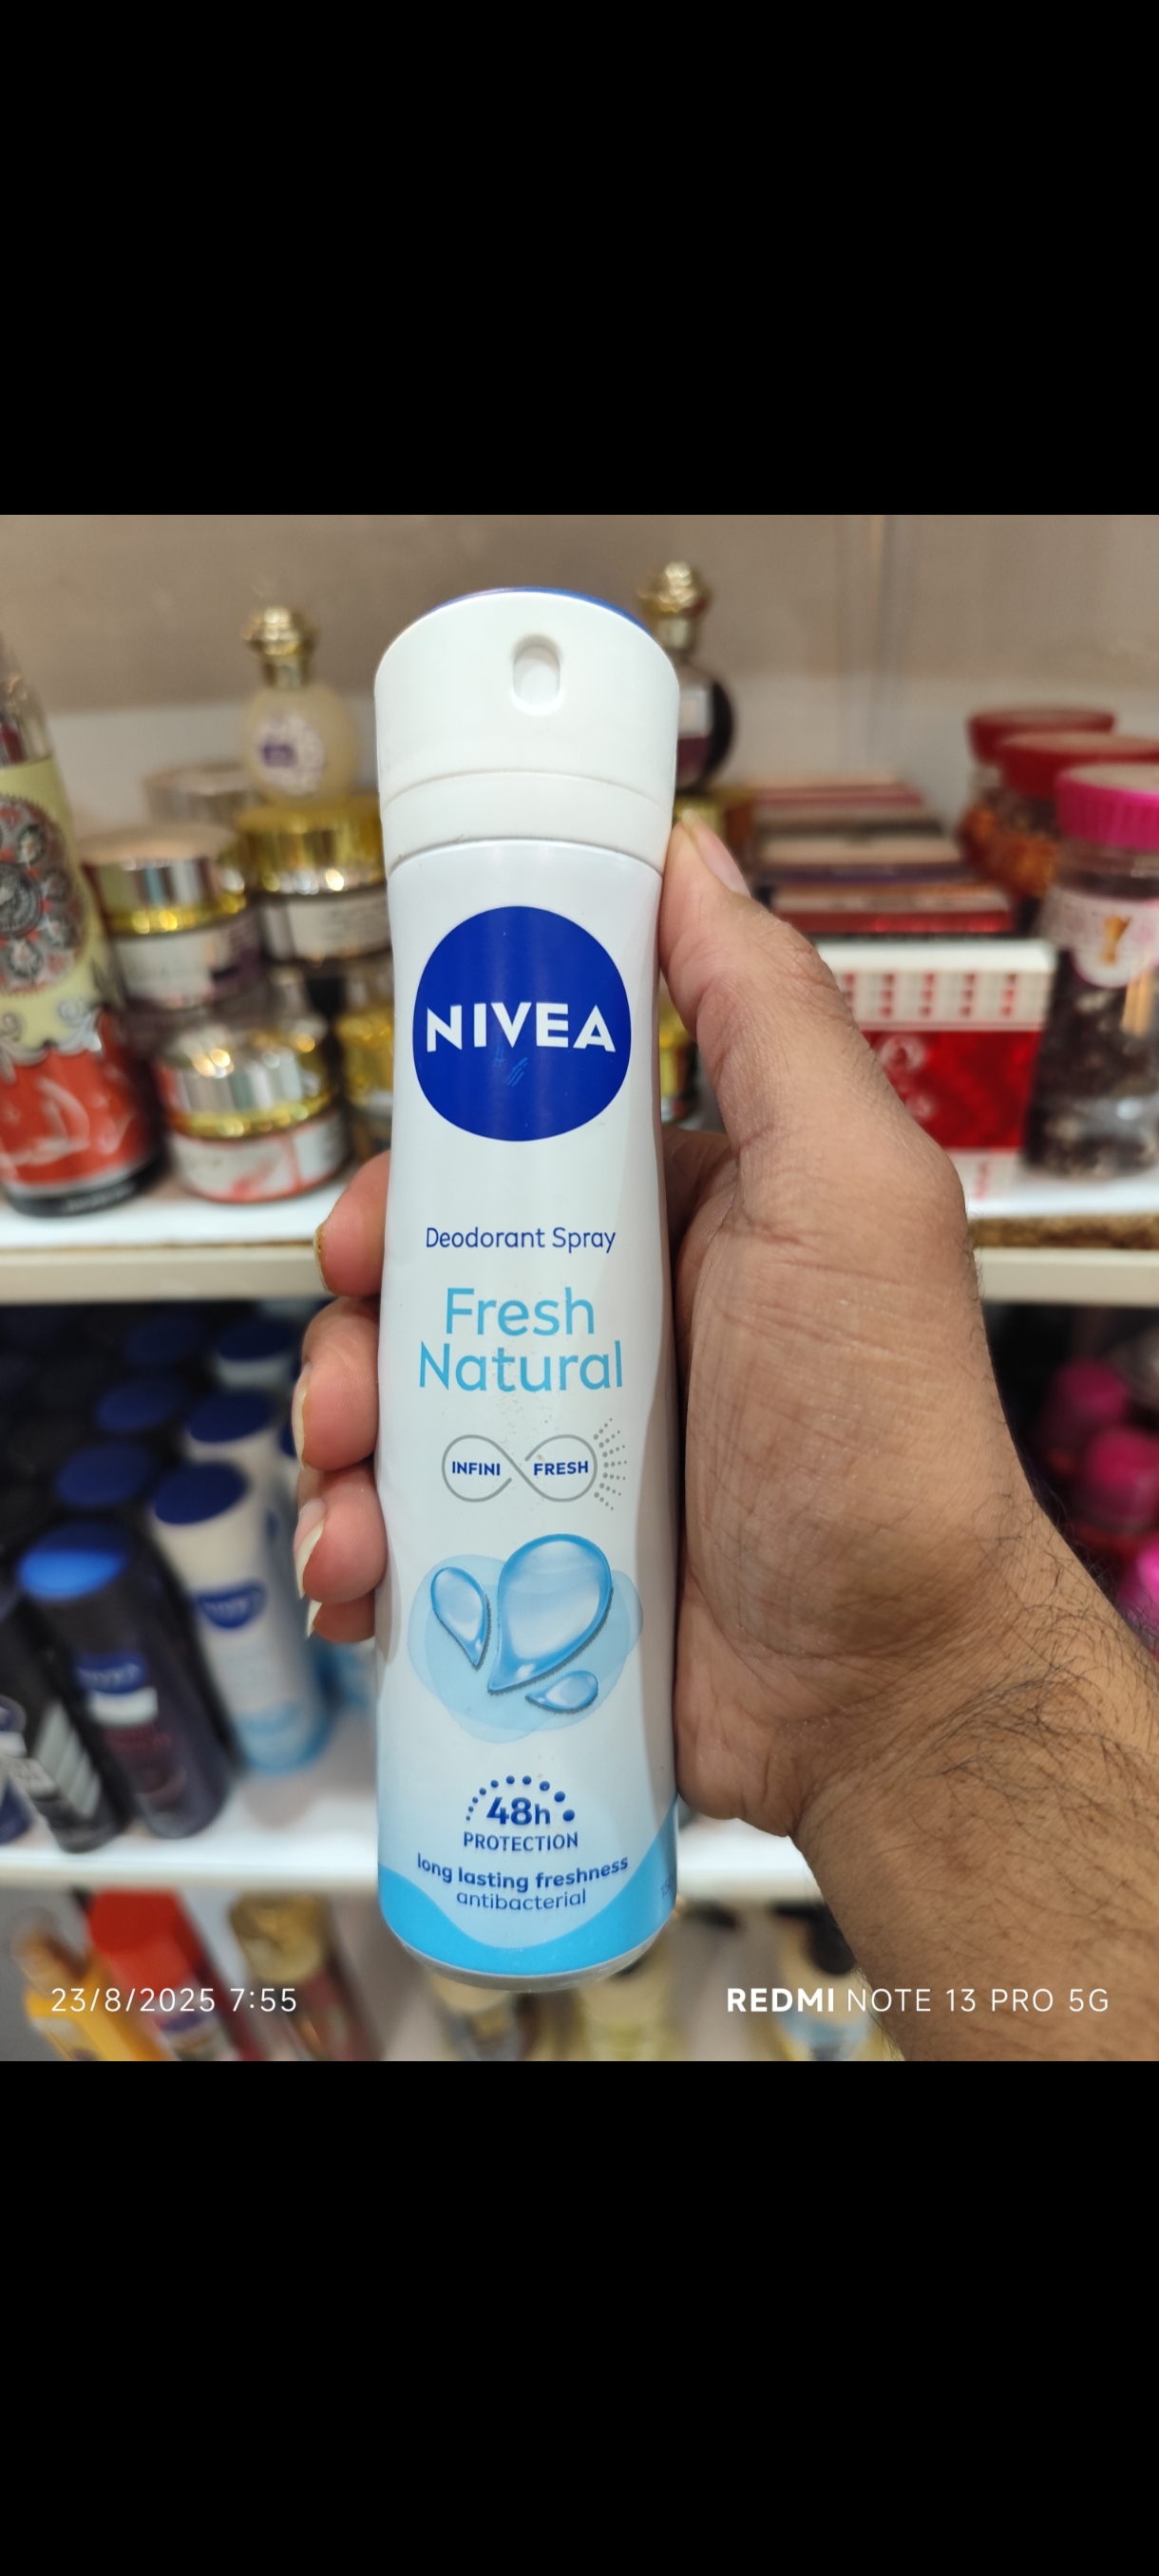 NIVEA
Deodorant Spray
Fresh
Natural
INFINI FRESH
48h
PROTECTION
long lasting freshness
antibacterial
23/8/2025 7:55
REDMI NOTE 13 PRO 5G